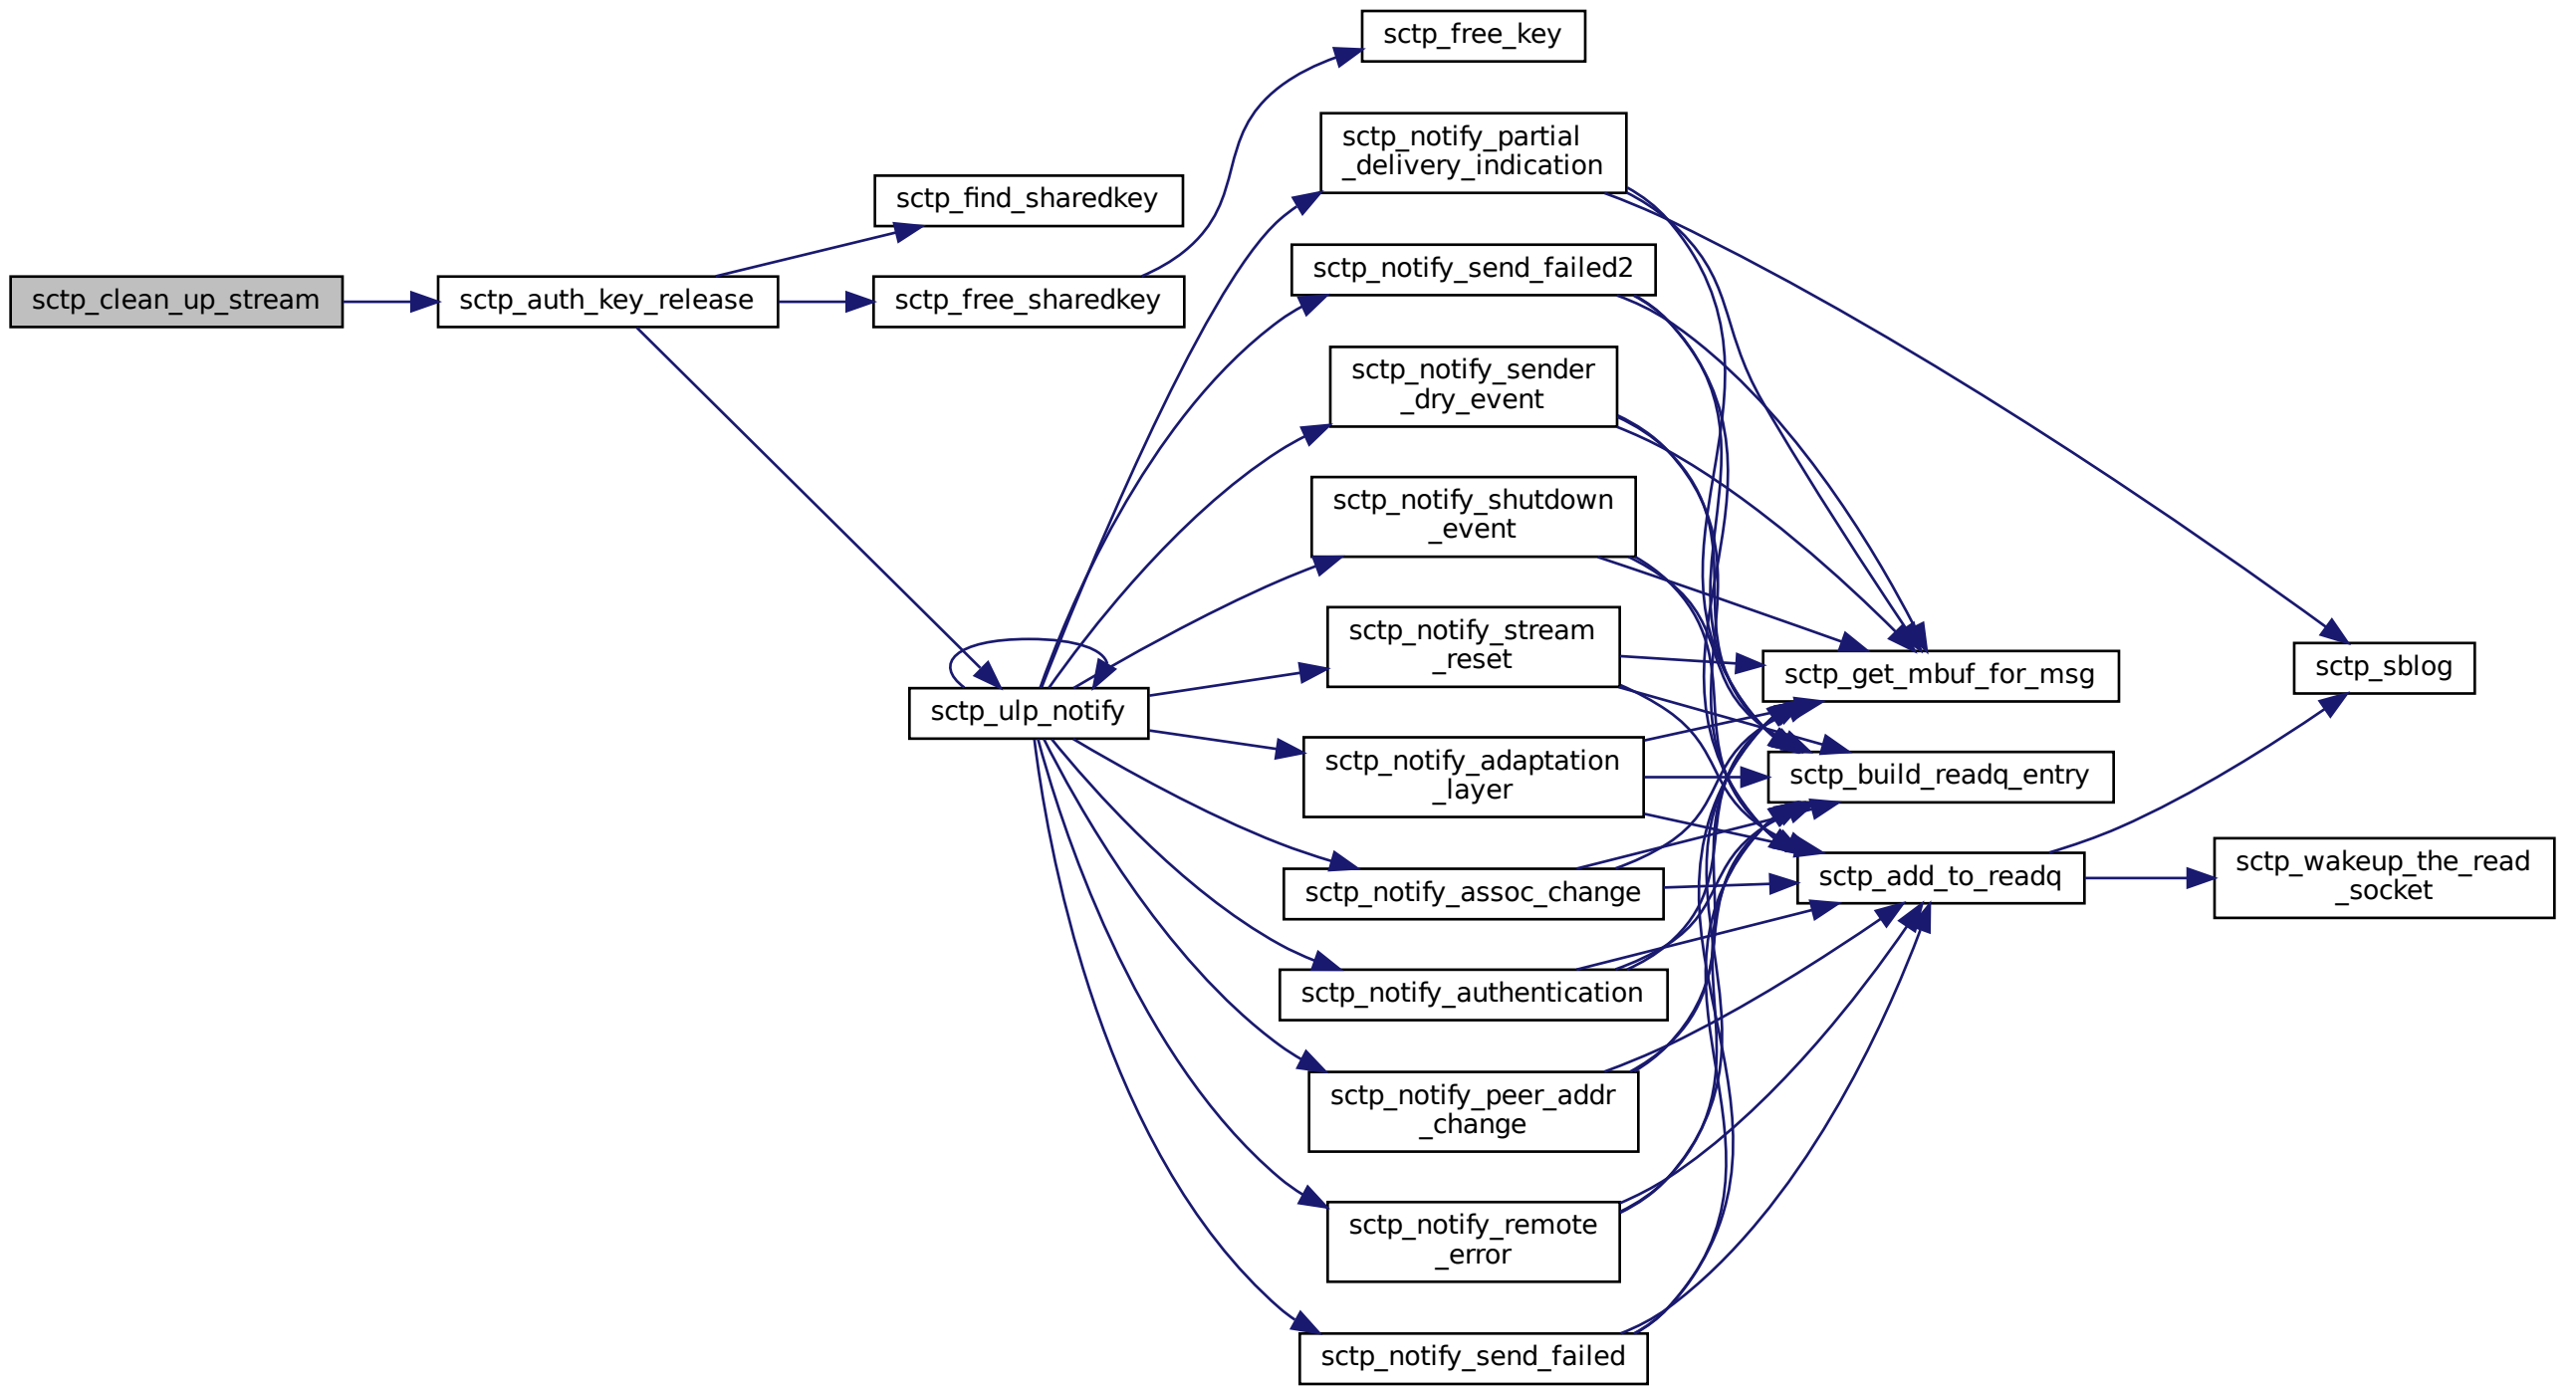 sctp_clean_up_stream
sctp_auth_key_release
sctp_find_sharedkey
sctp_free_sharedkey
sctp_ulp_notify
sctp_free_key
sctp_notify_partial
_delivery_indication
sctp_notify_send_failed2
sctp_notify_sender
_dry_event
sctp_notify_shutdown
_event
sctp_notify_stream
_reset
sctp_notify_adaptation
_layer
sctp_notify_assoc_change
sctp_notify_authentication
sctp_notify_peer_addr
_change
sctp_notify_remote
_error
sctp_notify_send_failed
sctp_get_mbuf_for_msg
sctp_build_readq_entry
sctp_add_to_readq
sctp_sblog
sctp_wakeup_the_read
_socket